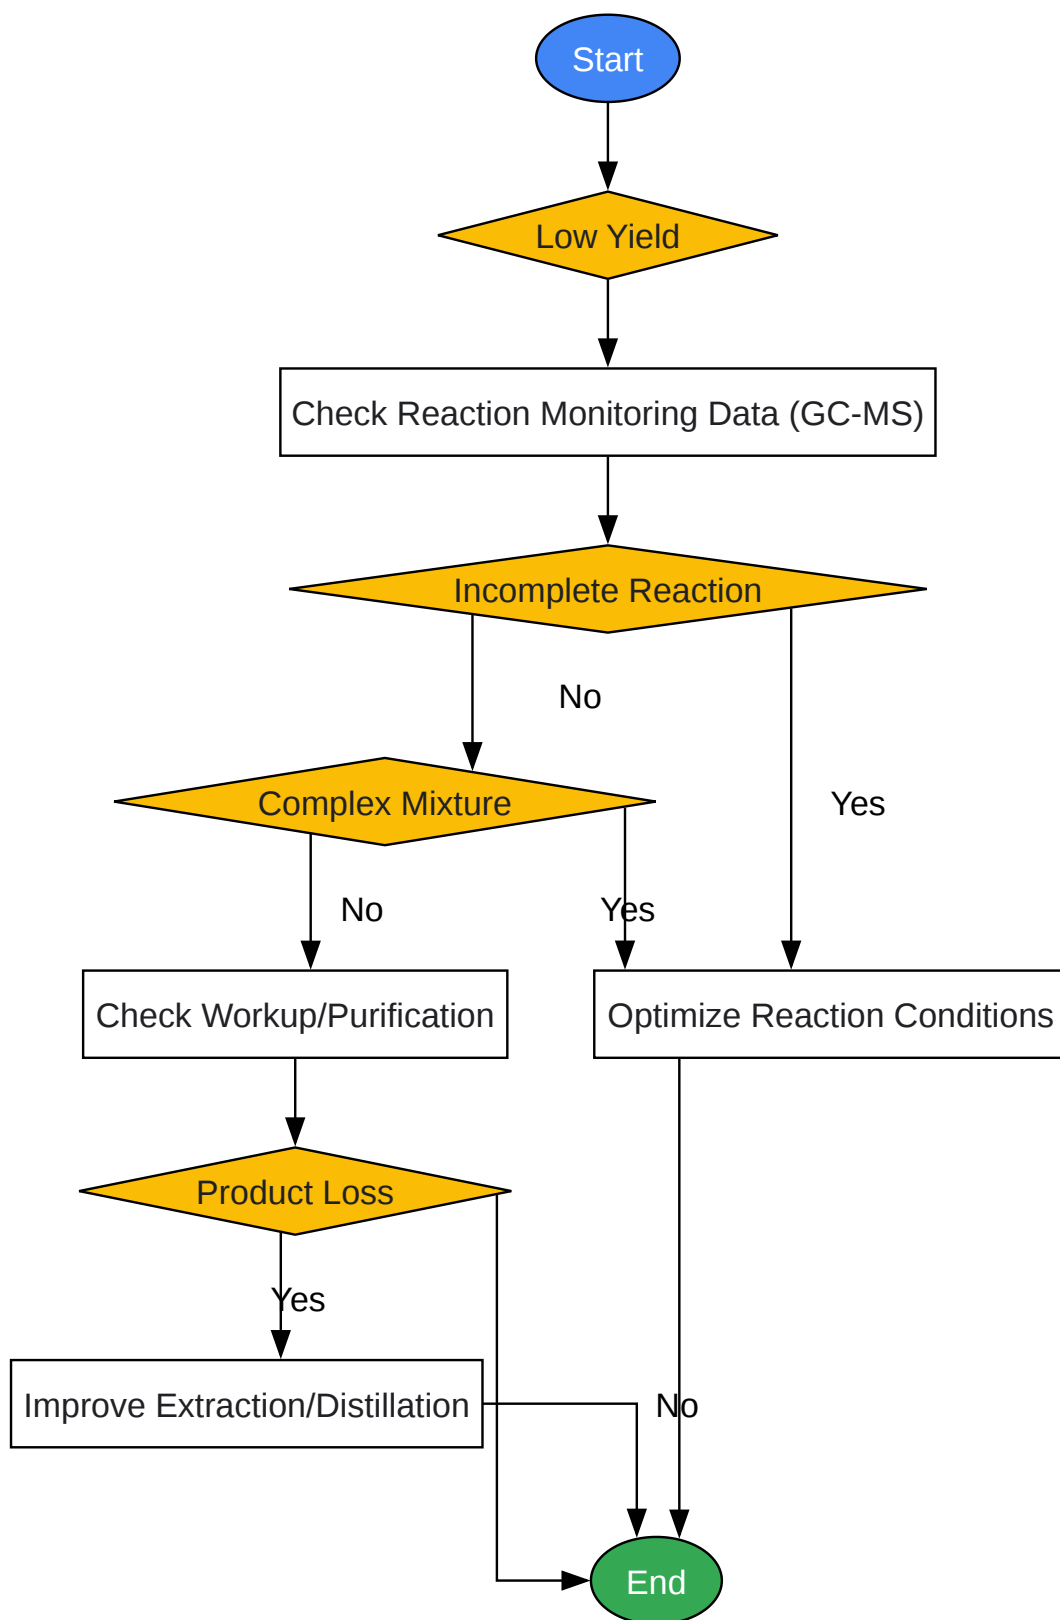 Start
Low Yield
Check Reaction Monitoring Data (GC-MS)
Incomplete Reaction
No
Complex Mixture
Yes
No
Yes
Check Workup/Purification
Optimize Reaction Conditions
Product Loss
Yes
Improve Extraction/Distillation
No
End